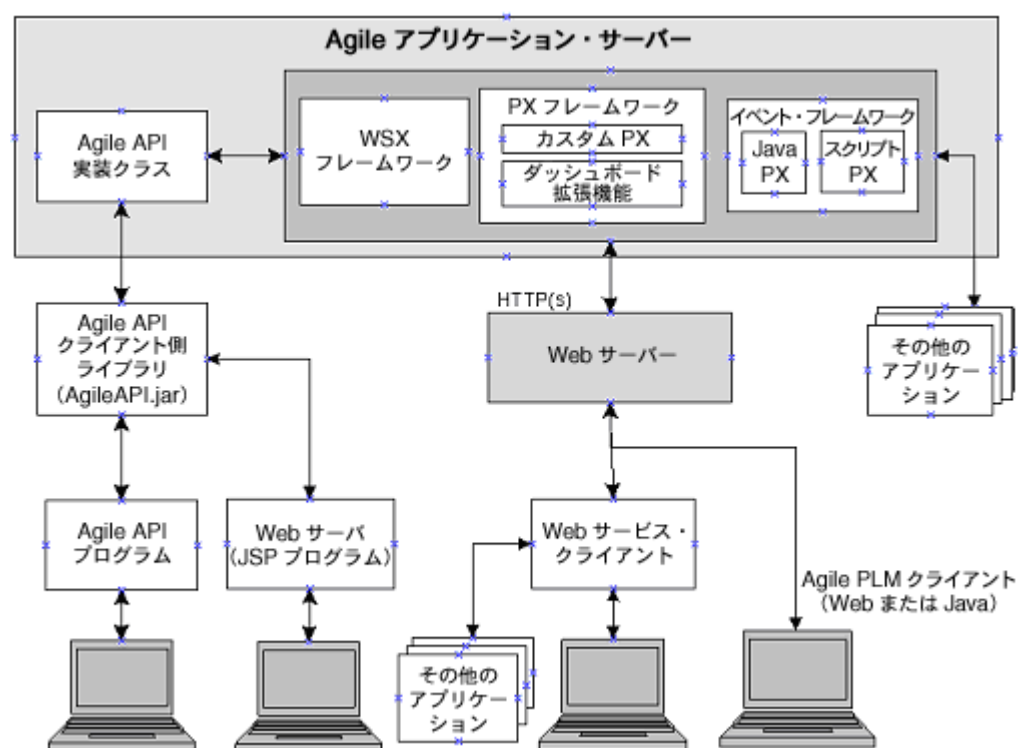 Agile アプリケーション・サーバー
Agile API
実装クラス
WSX
フレームワーク
PX フレームワーク
カスタム PX
ダッシュボード
拡張機能
イベント・フレームワーク
Java
PX
スクリプト
PX
HTTP(s)
Agile API
クライアント側
ライブラリ
（AgileAPI.jar）
Web サーバー
その他の
アプリケー
ション
Agile API
プログラム
Web サーバ
（JSP プログラム）
Web サービス・
クライアント
Agile PLM クライアント
（Web または Java）
その他の
アプリケー
ション